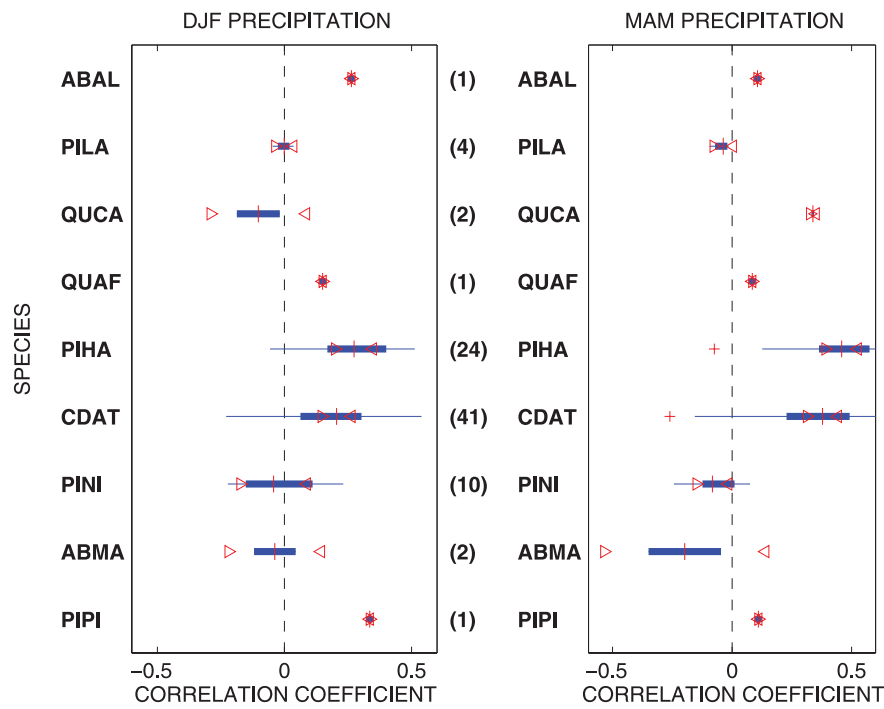 DJF PRECIPITATION MAM PRECIPITATION
ABAL (1) ABAL
PILA (4) PILA
QUCA (2) QUCA
QUAF (1) QUAF
PIHA (24) PIHA
CDAT (41) CDAT
PINI (10) PINI
ABMA (2) ABMA
PIPI (1) PIPI
SPECIES
−0.5 0 0.5 −0.5 0 0.5
CORRELATION COEFFICIENT CORRELATION COEFFICIENT